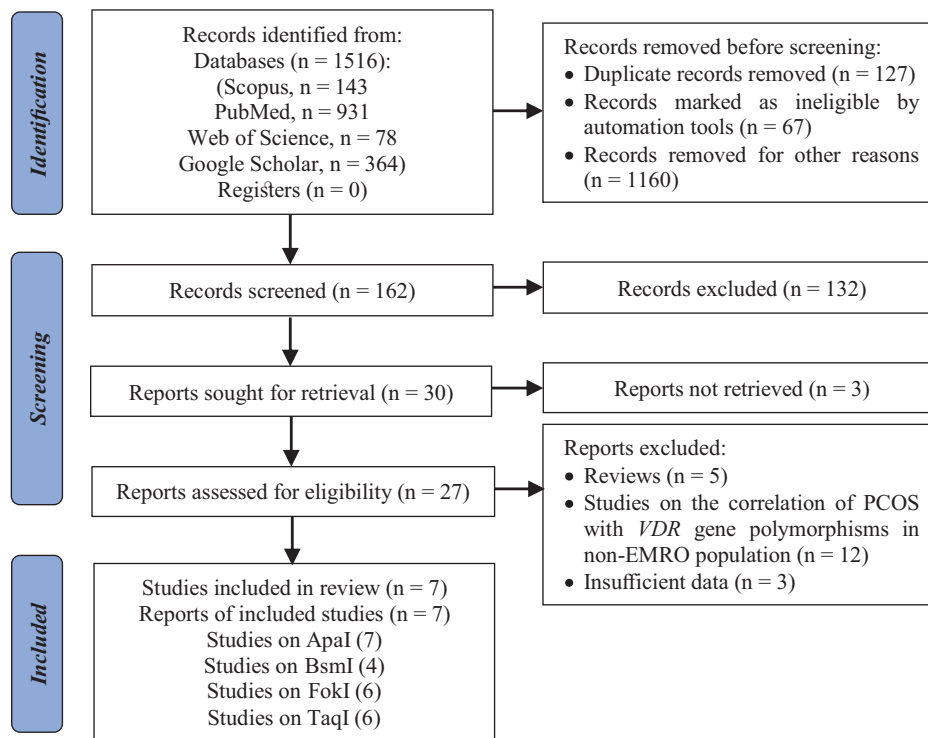 Identification
Records identified from:
Databases (n = 1516):
(Scopus, n = 143
PubMed, n = 931
Web of Science, n = 78
Google Scholar, n = 364)
Registers (n = 0)
Records removed before screening:
• Duplicate records removed (n = 127)
• Records marked as ineligible by
automation tools (n = 67)
• Records removed for other reasons
(n = 1160)
Screening
Records screened (n = 162)
Records excluded (n = 132)
Reports sought for retrieval (n = 30)
Reports not retrieved (n = 3)
Reports assessed for eligibility (n = 27)
Reports excluded:
• Reviews (n = 5)
• Studies on the correlation of PCOS
with VDR gene polymorphisms in
non-EMRO population (n = 12)
• Insufficient data (n = 3)
Included
Studies included in review (n = 7)
Reports of included studies (n = 7)
Studies on ApaI (7)
Studies on BsmI (4)
Studies on FokI (6)
Studies on TaqI (6)